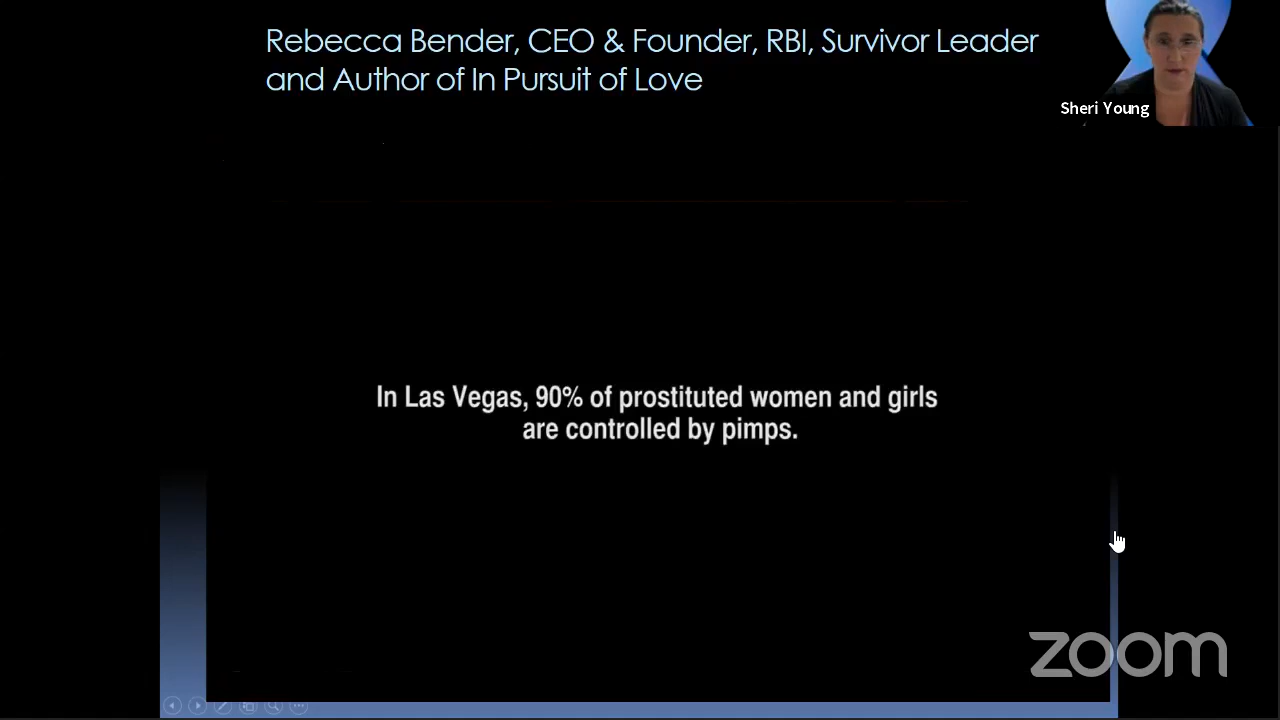 Rebecca Bender, CEO & Founder, RBI, Survivor Leader
and Author of In Pursuit of Love
Sheri Young
In Las Vegas, 90% of prostituted women and girls
are controlled by pimps.
zoom